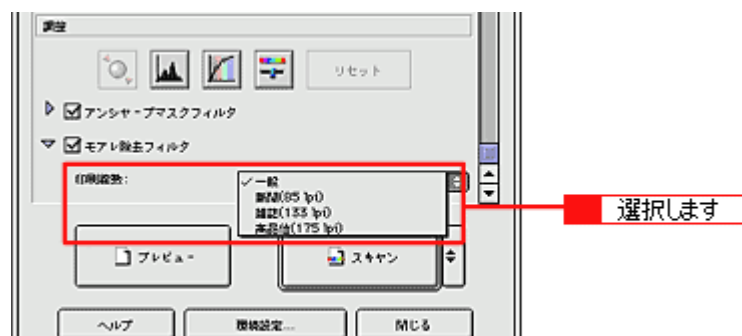 調整
リセット
アンシャープマスクフィルタ
モアレ除去フィルタ
印刷線数:
✓一般
新聞(85 lpi)
雑誌(133 lpi)
高品位(175 lpi)
選択します
プレビュー
スキャン
ヘルプ
環境設定...
閉じる